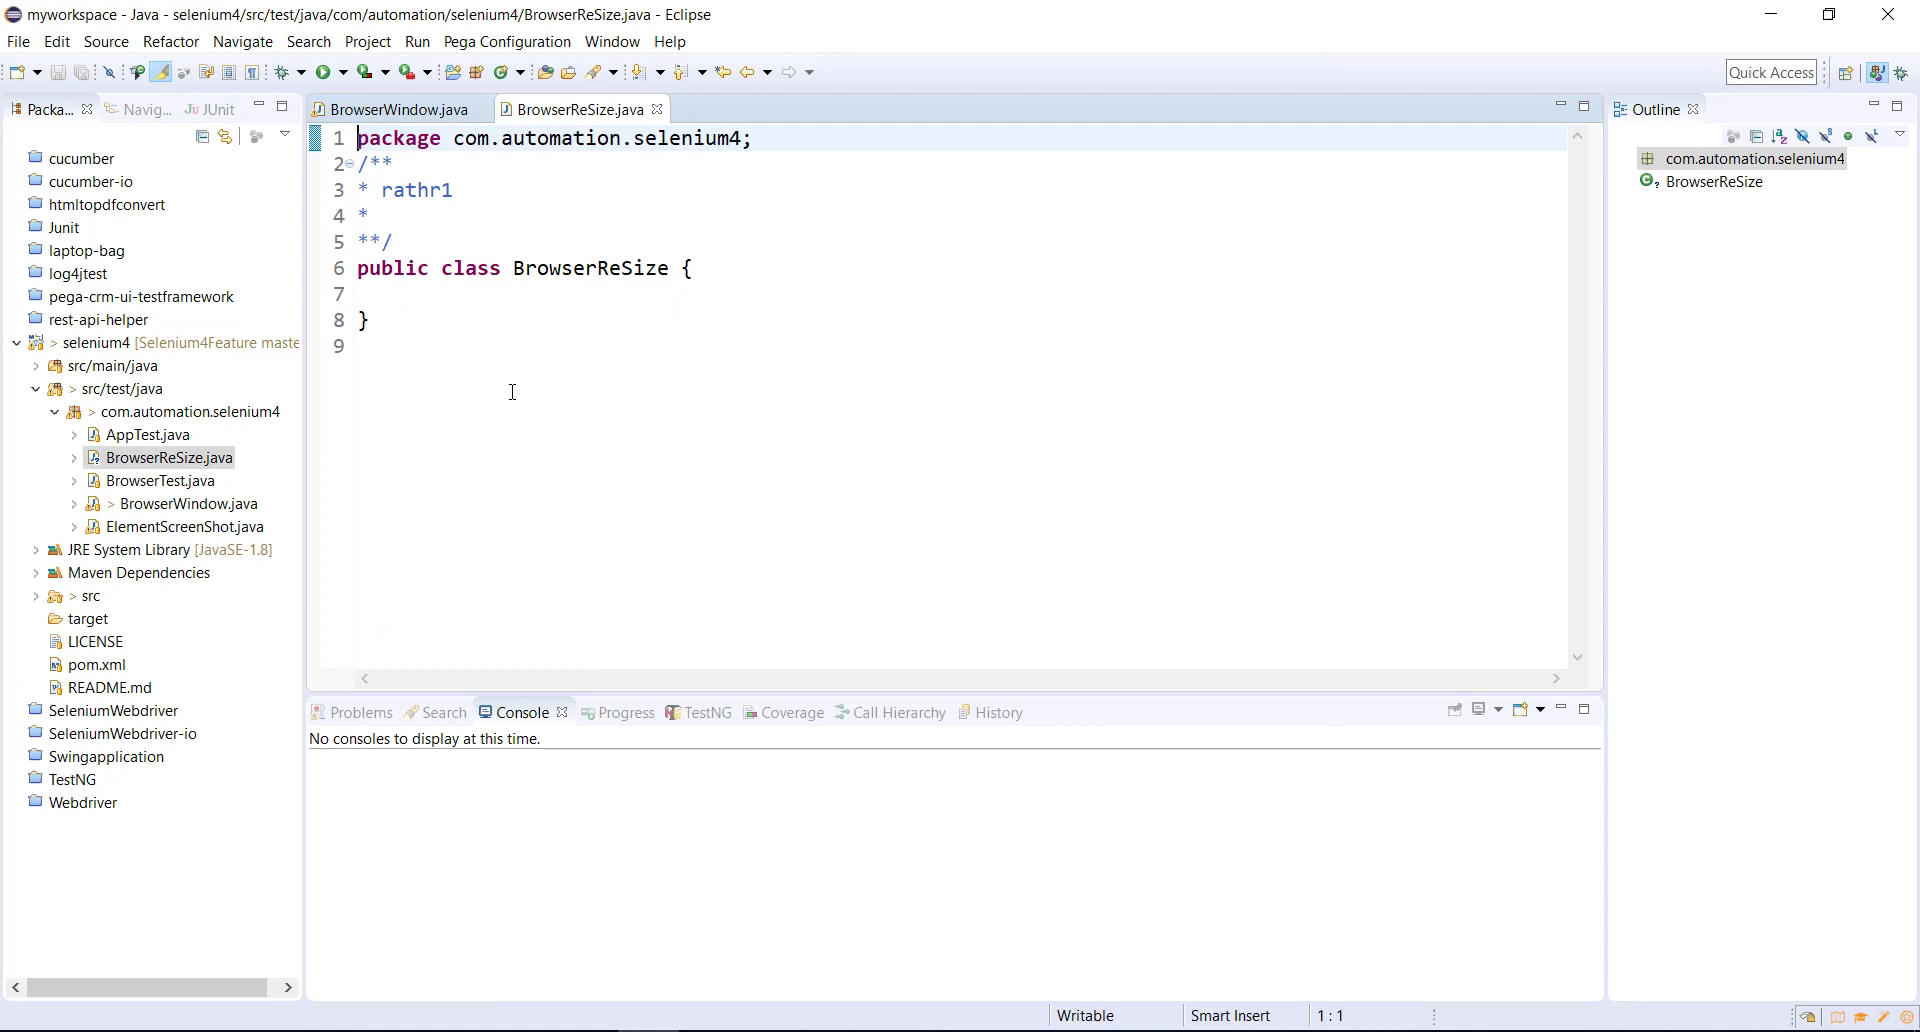 myworkspace - Java - selenium4/src/test/java/com/automation/selenium4/BrowserReSize.java - Eclipse
File Edit Source Refactor Navigate Search Project Run Pega Configuration Window Help
Quick Access
Packa... Navig... JUnit
cucumber
cucumber-io
htmltopdfconvert
Junit
laptop-bag
log4jtest
pega-crm-ui-testframework
rest-api-helper
> selenium4 [Selenium4Feature maste
src/main/java
> src/test/java
> com.automation.selenium4
AppTest.java
BrowserReSize.java
BrowserTest.java
> BrowserWindow.java
ElementScreenShot.java
JRE System Library [JavaSE-1.8]
Maven Dependencies
> src
target
LICENSE
pom.xml
README.md
SeleniumWebdriver
SeleniumWebdriver-io
Swingapplication
TestNG
Webdriver
BrowserWindow.java BrowserReSize.java
1 package com.automation.selenium4;
2 /**
3 * rathr1
4 *
5 **/
6 public class BrowserReSize {
7
8 }
9
Problems Search Console Progress TestNG Coverage Call Hierarchy History
No consoles to display at this time.
Outline
com.automation.selenium4
BrowserReSize
Writable Smart Insert 1 : 1